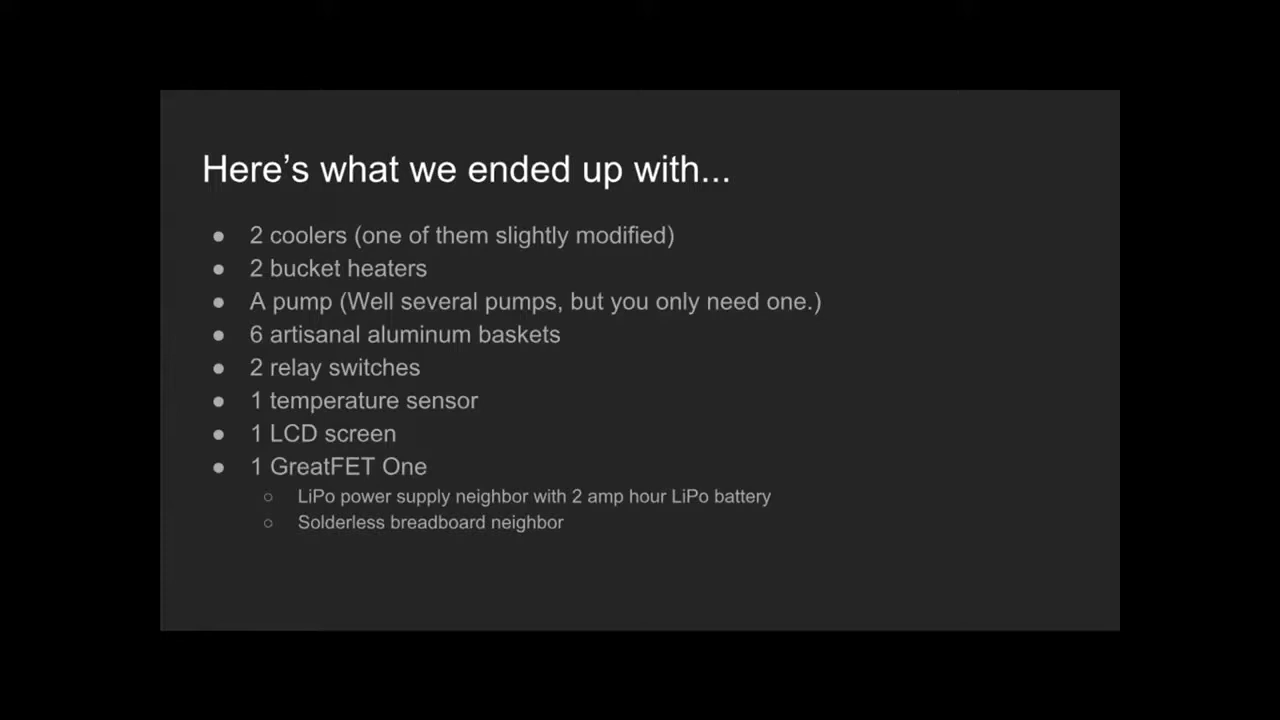 Here’s what we ended up with...
● 2 coolers (one of them slightly modified)
● 2 bucket heaters
● A pump (Well several pumps, but you only need one.)
● 6 artisanal aluminum baskets
● 2 relay switches
● 1 temperature sensor
● 1 LCD screen
● 1 GreatFET One
○ LiPo power supply neighbor with 2 amp hour LiPo battery
○ Solderless breadboard neighbor